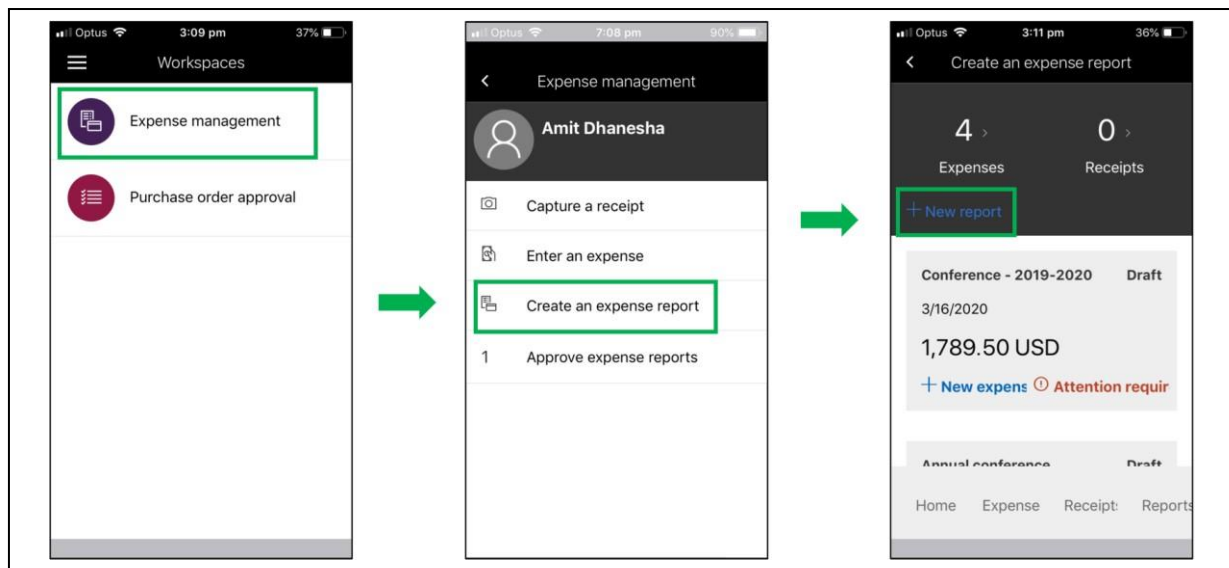 Optus 3:09 pm 37%
Workspaces
Expense management
Purchase order approval
Optus 7:08 pm 90%
Expense management
Amit Dhanesha
Capture a receipt
Enter an expense
Create an expense report
1 Approve expense reports
Optus 3:11 pm 36%
Create an expense report
4 0
Expenses Receipts
+ New report
Conference - 2019-2020 Draft
3/16/2020
1,789.50 USD
+ New expens Attention requir
Annual conference Draft
Home Expense Receipt Reports